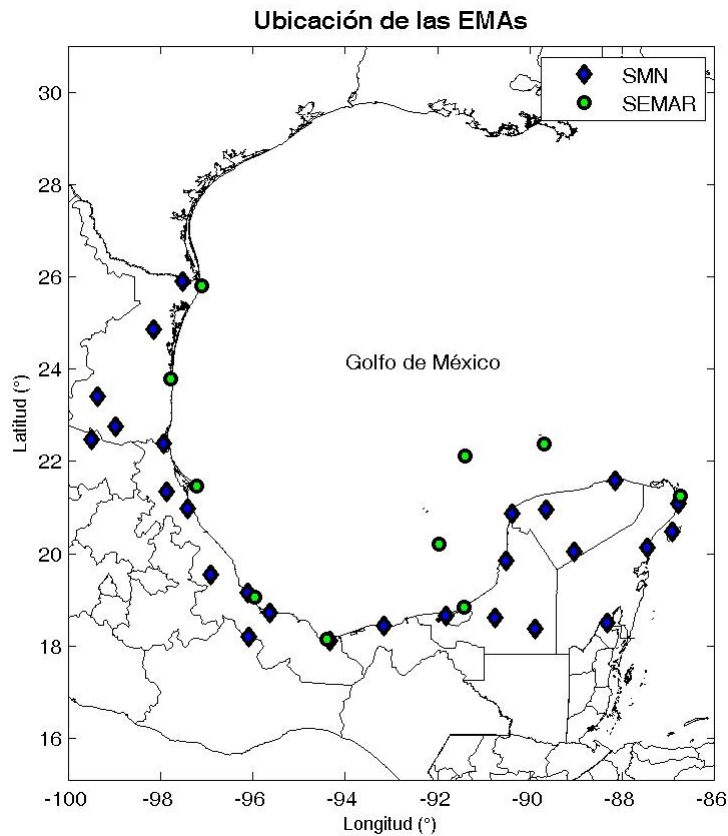 Ubicación de las EMAs
SMN
SEMAR
30
28
26
24
22
20
18
16
Latitud (°)
Golfo de México
-100
-98
-96
-94
-92
-90
-88
-86
Longitud (°)